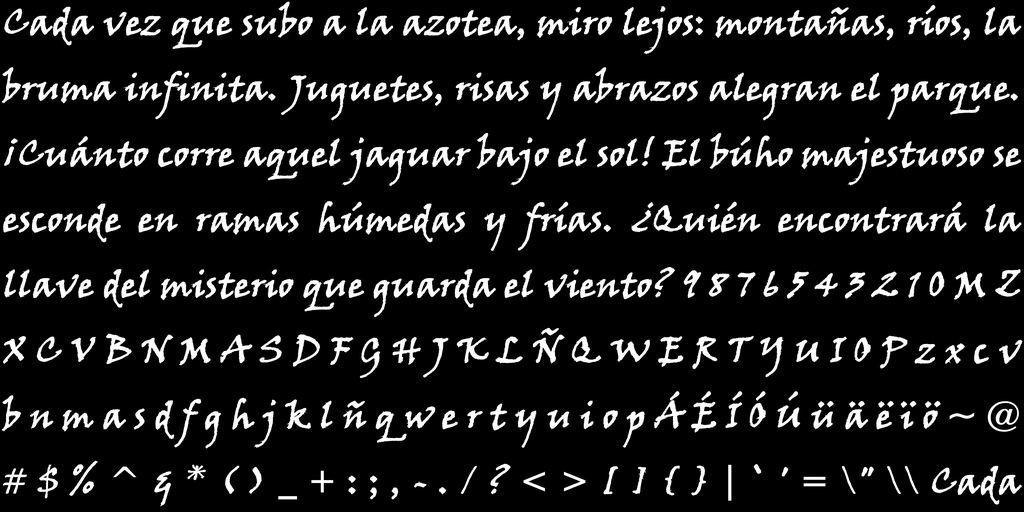 Cada vez que subo a la azotea, miro lejos: montañas, ríos, la
bruma infinita. Juguetes, risas y abrazos alegran el parque.
¡Cuánto corre aquel jaguar bajo el sol! El búho majestuoso se
esconde en ramas húmedas y frías. ¿Quién encontrará la
llave del misterio que guarda el viento? 9 8 7 6 5 4 3 2 1 0 M Z
X C V B N M A S D F G H J K L Ñ Q W E R T Y U I O P z x c v
b n m a s d f g h j k l ñ q w e r t y u i o p Á É Í Ó Ú ü ä ë ï ö ~ @
# $ % ^ & * ( ) _ + : ; , - . / ? < > [ ] { } | ` ' = \" \\ Cada